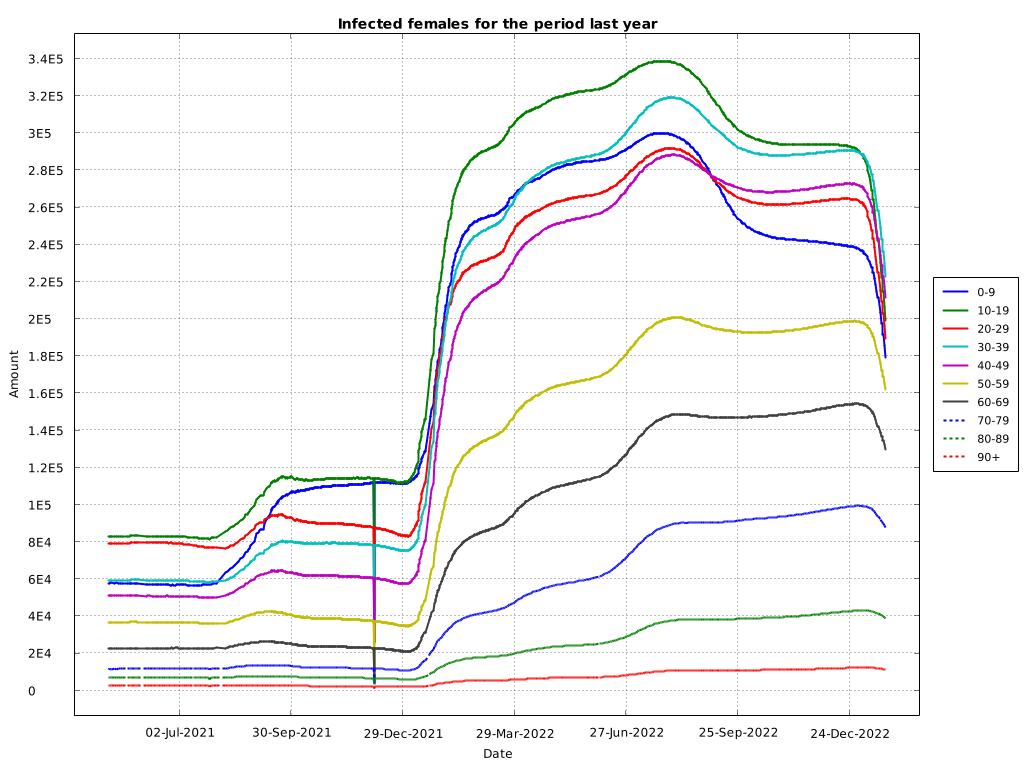 Infected females for the period last year
Amount
3.4E5
3.2E5
3E5
2.8E5
2.6E5
2.4E5
2.2E5
2E5
1.8E5
1.6E5
1.4E5
1.2E5
1E5
8E4
6E4
4E4
2E4
0
02-Jul-2021
30-Sep-2021
29-Dec-2021
29-Mar-2022
27-Jun-2022
25-Sep-2022
24-Dec-2022
Date
0-9
10-19
20-29
30-39
40-49
50-59
60-69
70-79
80-89
90+